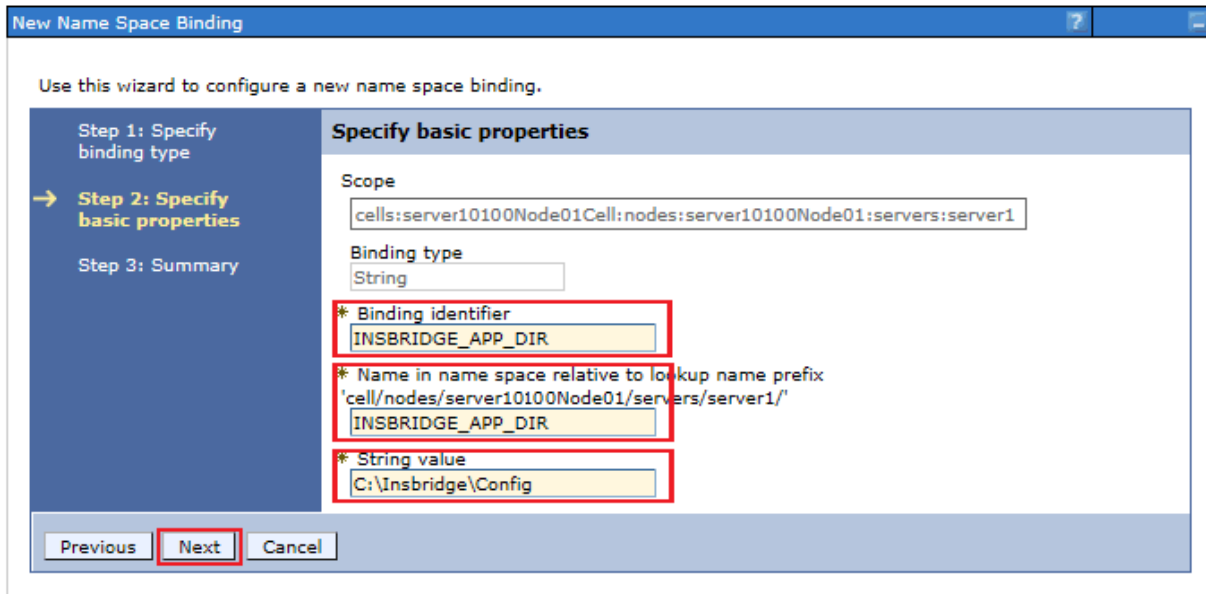 New Name Space Binding ?
Use this wizard to configure a new name space binding.
Step 1: Specify
binding type
Step 2: Specify
basic properties
Step 3: Summary
Specify basic properties
Scope
cells:server10100Node01Cell:nodes:server10100Node01:servers:server1
Binding type
String
* Binding identifier
INSBRIDGE_APP_DIR
* Name in name space relative to lookup name prefix
'cell/nodes/server10100Node01/servers/server1/'
INSBRIDGE_APP_DIR
* String value
C:\Insbridge\Config
Previous Next Cancel